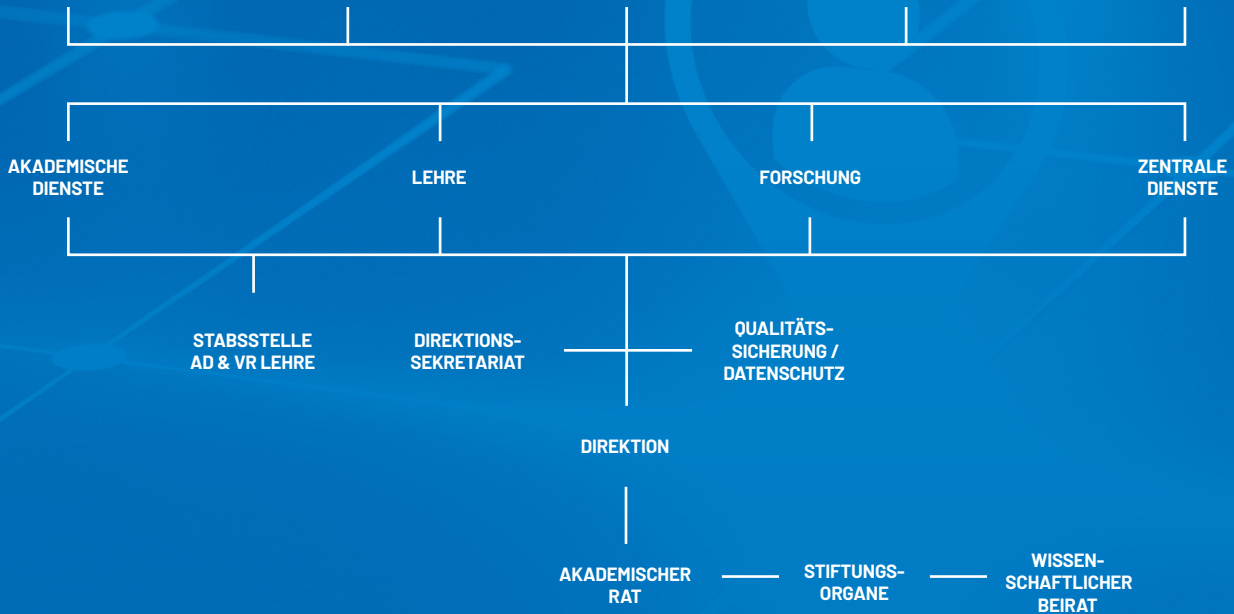 AKADEMISCHE
DIENSTE
LEHRE
FORSCHUNG
ZENTRALE
DIENSTE
STABSSTELLE
AD & VR LEHRE
DIREKTIONS-
SEKRETARIAT
QUALITÄTS-
SICHERUNG /
DATENSCHUTZ
DIREKTION
AKADEMISCHER
RAT
STIFTUNGS-
ORGANE
WISSEN-
SCHAFTLICHER
BEIRAT